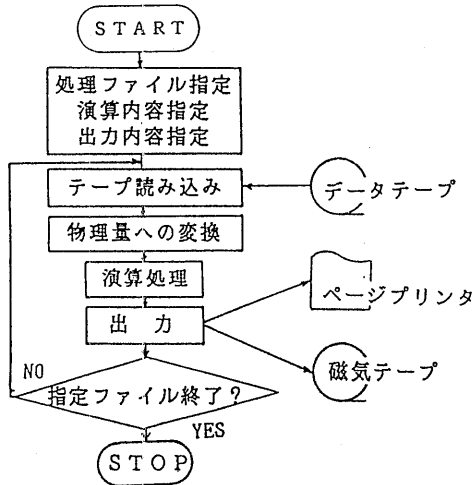 START
処理ファイル指定
演算内容指定
出力内容指定
テープ読み込み
データテープ
物理量への変換
演算処理
ページプリンタ
出 力
磁気テープ
NO
指定ファイル終了?
YES
STOP